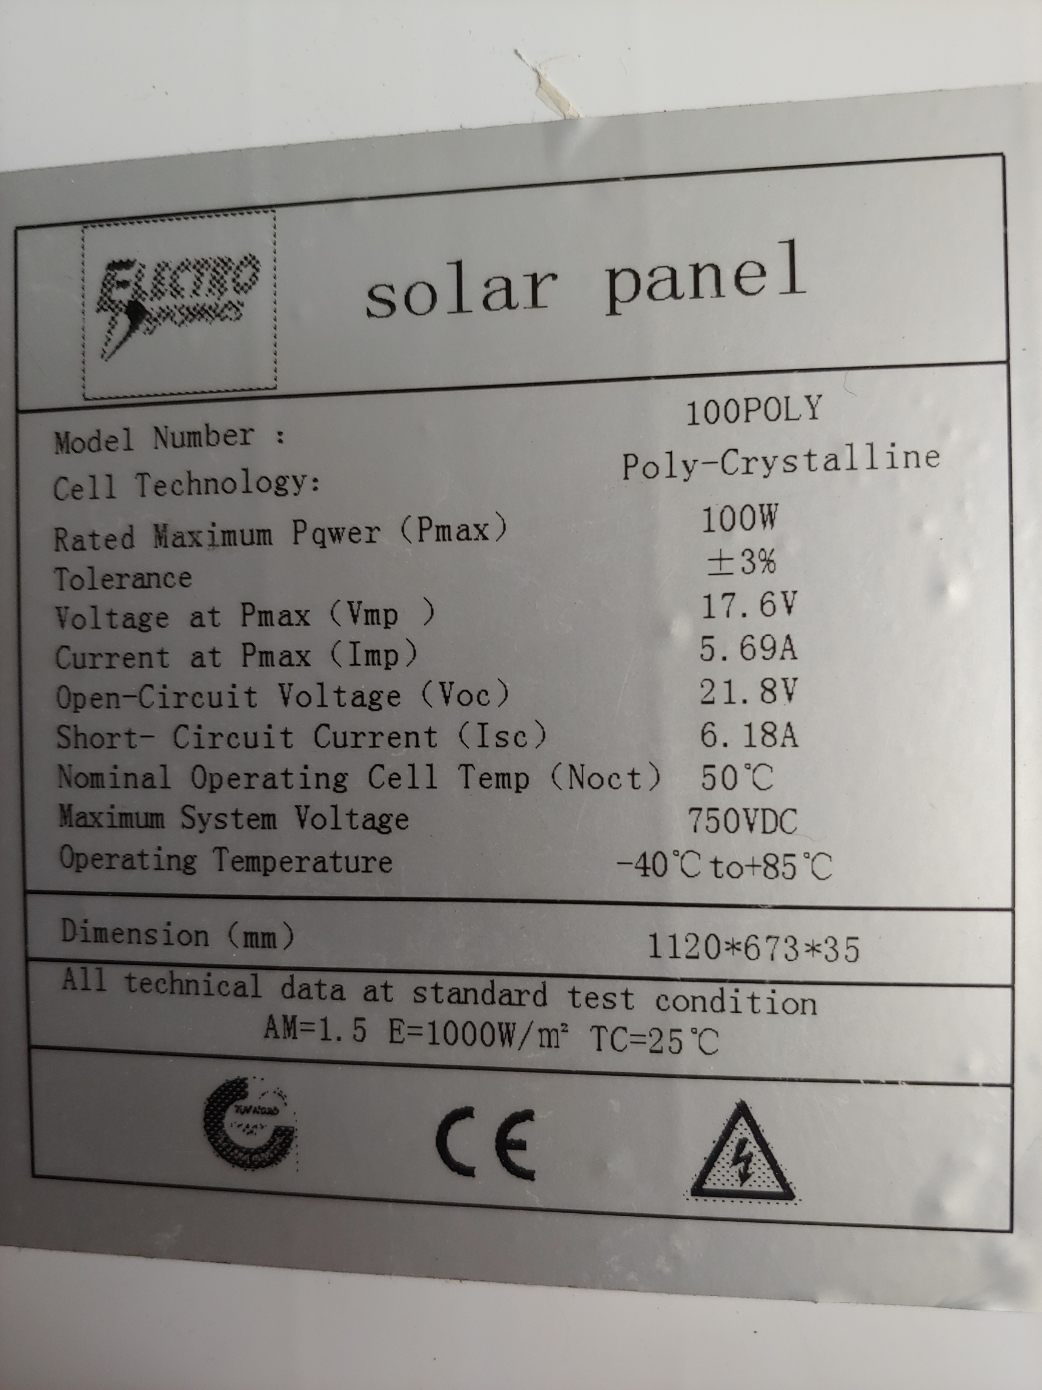 ELECTRO
DYNAMICS
solar panel
Model Number : 100POLY
Cell Technology: Poly-Crystalline
Rated Maximum Pqwer (Pmax) 100W
Tolerance ±3%
Voltage at Pmax (Vmp ) 17.6V
Current at Pmax (Imp) 5.69A
Open-Circuit Voltage (Voc) 21.8V
Short- Circuit Current (Isc) 6.18A
Nominal Operating Cell Temp (Noct) 50℃
Maximum System Voltage 750VDC
Operating Temperature -40℃ to+85℃
Dimension (mm) 1120*673*35
All technical data at standard test condition
AM=1.5 E=1000W/m² TC=25℃
CE